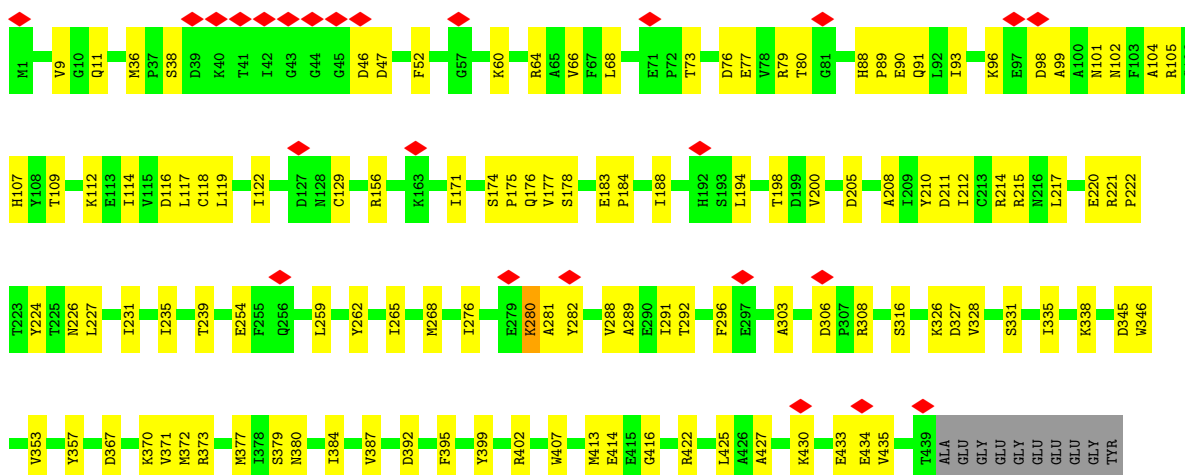 M1 V9 G10 Q11 M36 P37 S38 D39 K40 T41 I42 G43 G44 G45 D46 D47 F52 G57 K60 R64 A65 V66 F67 L68 E71 P72 T73 D76 E77 V78 R79 T80 G81 H88 P89 E90 Q91 L92 I93 K96 E97 D98 A99 A100 N101 N102 F103 A104 R105
H107 Y108 T109 K112 E113 I114 V115 D116 L117 C118 L119 I122 D127 N128 C129 R156 K163 I171 S174 P175 Q176 V177 S178 E183 P184 I188 H192 S193 L194 T198 D199 V200 D205 A208 I209 Y210 D211 I212 C213 R214 R215 N216 L217 E220 R221 P222
T223 Y224 T225 N226 L227 I231 I235 T239 E254 F255 Q256 L259 Y262 I265 M268 I276 E279 K280 A281 Y282 V288 A289 E290 I291 T292 F296 E297 A303 D306 P307 R308 S316 K326 D327 V328 S331 I335 K338 D345 W346
V353 Y357 D367 K370 V371 M372 R373 M377 I378 S379 N380 I384 V387 D392 F395 Y399 R402 W407 M413 E414 E415 G416 R422 L425 A426 A427 K430 E433 E434 V435 T439 ALA GLU GLY GLU GLY GLU GLU GLU GLY TYR